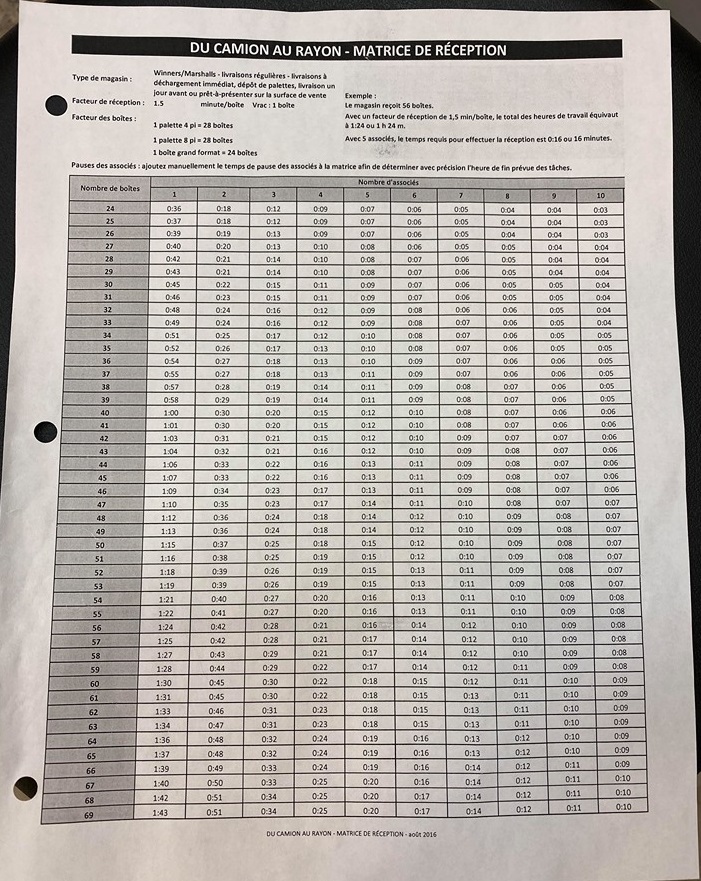 DU CAMION AU RAYON - MATRICE DE RÉCEPTION
Type de magasin : Winners/Marshalls - livraisons régulières - livraisons à
déchargement immédiat, dépôt de palettes, livraison un
jour avant ou prêt-à-présenter sur la surface de vente
Facteur de réception : 1.5 minute/boîte Vrac : 1 boîte
Facteur des boîtes :
1 palette 4 pi = 28 boîtes
1 palette 8 pi = 28 boîtes
1 boîte grand format = 24 boîtes
Exemple :
Le magasin reçoit 56 boîtes.
Avec un facteur de réception de 1,5 min/boîte, le total des heures de travail équivaut
à 1:24 ou 1 h 24 m.
Avec 5 associés, le temps requis pour effectuer la réception est 0:16 ou 16 minutes.
Pauses des associés : ajoutez manuellement le temps de pause des associés à la matrice afin de déterminer avec précision l'heure de fin prévue des tâches.
Nombre de boîtes Nombre d'associés
1 2 3 4 5 6 7 8 9 10
24 0:36 0:18 0:12 0:09 0:07 0:06 0:05 0:04 0:04 0:03
25 0:37 0:18 0:12 0:09 0:07 0:06 0:05 0:04 0:04 0:03
26 0:39 0:19 0:13 0:09 0:07 0:06 0:05 0:04 0:04 0:03
27 0:40 0:20 0:13 0:10 0:08 0:06 0:05 0:05 0:04 0:04
28 0:42 0:21 0:14 0:10 0:08 0:07 0:06 0:05 0:04 0:04
29 0:43 0:21 0:14 0:10 0:08 0:07 0:06 0:05 0:04 0:04
30 0:45 0:22 0:15 0:11 0:09 0:07 0:06 0:05 0:05 0:04
31 0:46 0:23 0:15 0:11 0:09 0:07 0:06 0:05 0:05 0:04
32 0:48 0:24 0:16 0:12 0:09 0:08 0:06 0:06 0:05 0:04
33 0:49 0:24 0:16 0:12 0:09 0:08 0:07 0:06 0:05 0:04
34 0:51 0:25 0:17 0:12 0:10 0:08 0:07 0:06 0:05 0:05
35 0:52 0:26 0:17 0:13 0:10 0:08 0:07 0:06 0:05 0:05
36 0:54 0:27 0:18 0:13 0:10 0:09 0:07 0:06 0:06 0:05
37 0:55 0:27 0:18 0:13 0:11 0:09 0:07 0:06 0:06 0:05
38 0:57 0:28 0:19 0:14 0:11 0:09 0:08 0:07 0:06 0:05
39 0:58 0:29 0:19 0:14 0:11 0:09 0:08 0:07 0:06 0:05
40 1:00 0:30 0:20 0:15 0:12 0:10 0:08 0:07 0:06 0:06
41 1:01 0:30 0:20 0:15 0:12 0:10 0:08 0:07 0:06 0:06
42 1:03 0:31 0:21 0:15 0:12 0:10 0:09 0:07 0:07 0:06
43 1:04 0:32 0:21 0:16 0:12 0:10 0:09 0:08 0:07 0:06
44 1:06 0:33 0:22 0:16 0:13 0:11 0:09 0:08 0:07 0:06
45 1:07 0:33 0:22 0:16 0:13 0:11 0:09 0:08 0:07 0:06
46 1:09 0:34 0:23 0:17 0:13 0:11 0:09 0:08 0:07 0:06
47 1:10 0:35 0:23 0:17 0:14 0:11 0:10 0:08 0:07 0:07
48 1:12 0:36 0:24 0:18 0:14 0:12 0:10 0:09 0:08 0:07
49 1:13 0:36 0:24 0:18 0:14 0:12 0:10 0:09 0:08 0:07
50 1:15 0:37 0:25 0:18 0:15 0:12 0:10 0:09 0:08 0:07
51 1:16 0:38 0:25 0:19 0:15 0:12 0:10 0:09 0:08 0:07
52 1:18 0:39 0:26 0:19 0:15 0:13 0:11 0:09 0:08 0:07
53 1:19 0:39 0:26 0:19 0:15 0:13 0:11 0:09 0:08 0:07
54 1:21 0:40 0:27 0:20 0:16 0:13 0:11 0:10 0:09 0:08
55 1:22 0:41 0:27 0:20 0:16 0:13 0:11 0:10 0:09 0:08
56 1:24 0:42 0:28 0:21 0:16 0:14 0:12 0:10 0:09 0:08
57 1:25 0:42 0:28 0:21 0:17 0:14 0:12 0:10 0:09 0:08
58 1:27 0:43 0:29 0:21 0:17 0:14 0:12 0:10 0:09 0:08
59 1:28 0:44 0:29 0:22 0:17 0:14 0:12 0:11 0:09 0:08
60 1:30 0:45 0:30 0:22 0:18 0:15 0:12 0:11 0:10 0:09
61 1:31 0:45 0:30 0:22 0:18 0:15 0:13 0:11 0:10 0:09
62 1:33 0:46 0:31 0:23 0:18 0:15 0:13 0:11 0:10 0:09
63 1:34 0:47 0:31 0:23 0:18 0:15 0:13 0:11 0:10 0:09
64 1:36 0:48 0:32 0:24 0:19 0:16 0:13 0:12 0:10 0:09
65 1:37 0:48 0:32 0:24 0:19 0:16 0:13 0:12 0:10 0:09
66 1:39 0:49 0:33 0:24 0:19 0:16 0:14 0:12 0:11 0:09
67 1:40 0:50 0:33 0:25 0:20 0:16 0:14 0:12 0:11 0:10
68 1:42 0:51 0:34 0:25 0:20 0:17 0:14 0:12 0:11 0:10
69 1:43 0:51 0:34 0:25 0:20 0:17 0:14 0:12 0:11 0:10
DU CAMION AU RAYON - MATRICE DE RÉCEPTION - août 2016